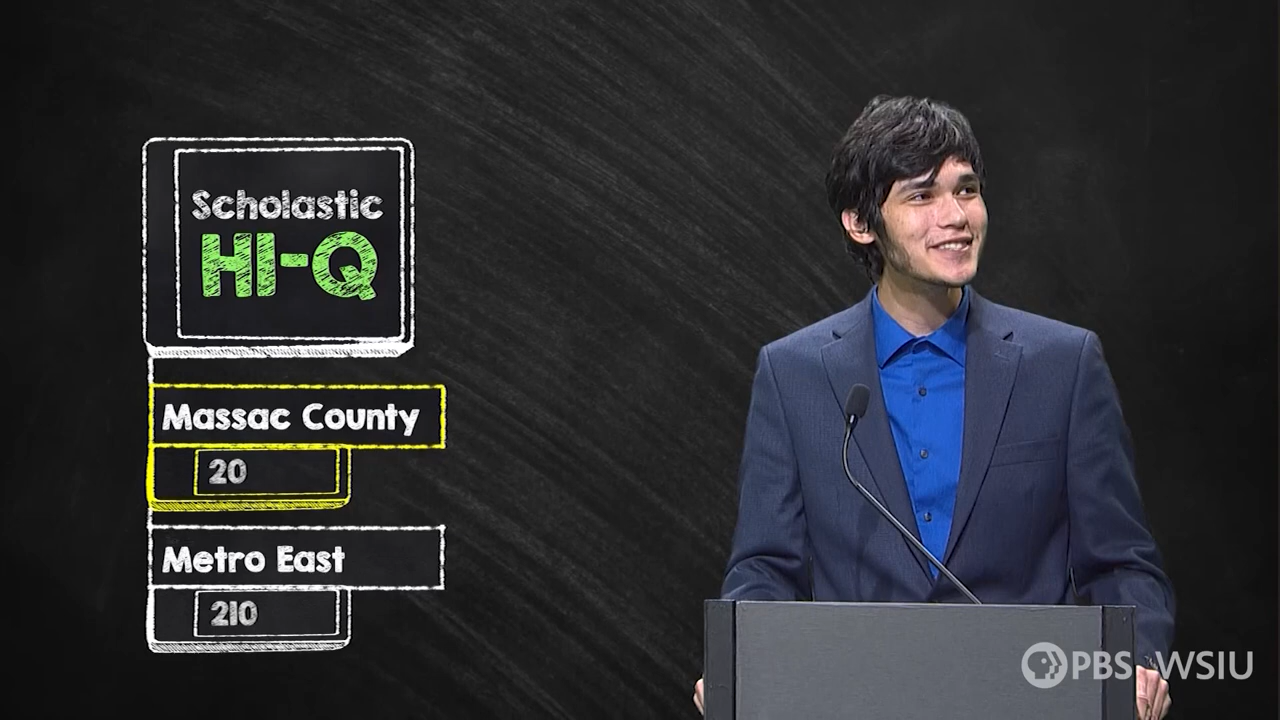 Scholastic
HI-Q
Massac County
20
Metro East
210
PBS WSIU